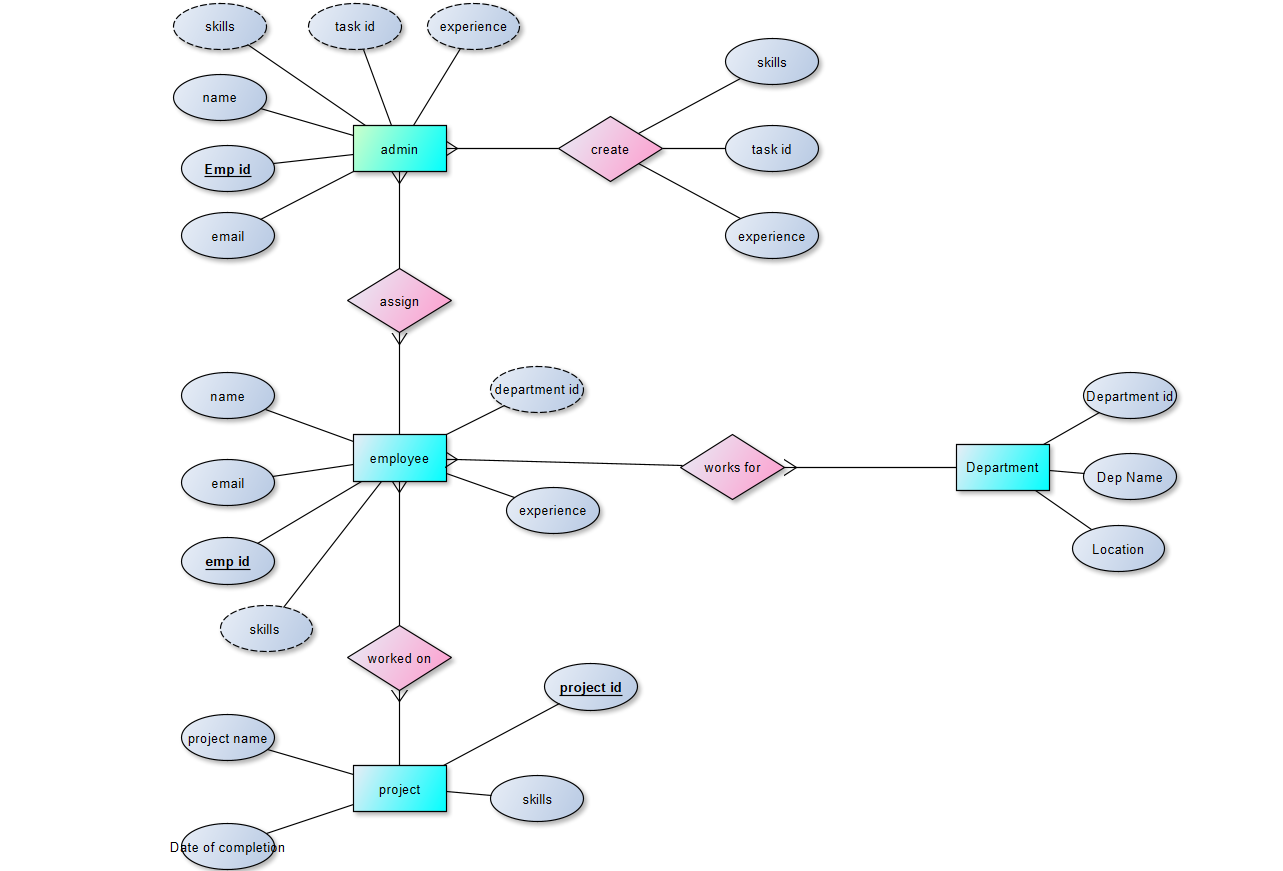 skills
task id
experience
skills
name
admin
create
task id
Emp id
email
experience
assign
name
department id
Department id
employee
works for
Department
email
Dep Name
experience
Location
emp id
skills
worked on
project id
project name
project
skills
Date of completion